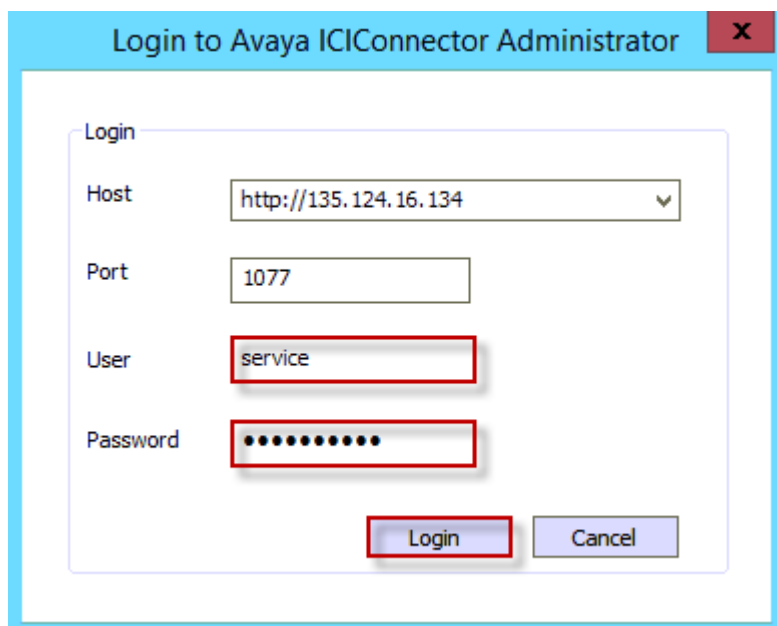 Login to Avaya ICIConnector Administrator
x
Login
Host http://135.124.16.134
Port 1077
User service
Password ••••••••••
Login Cancel